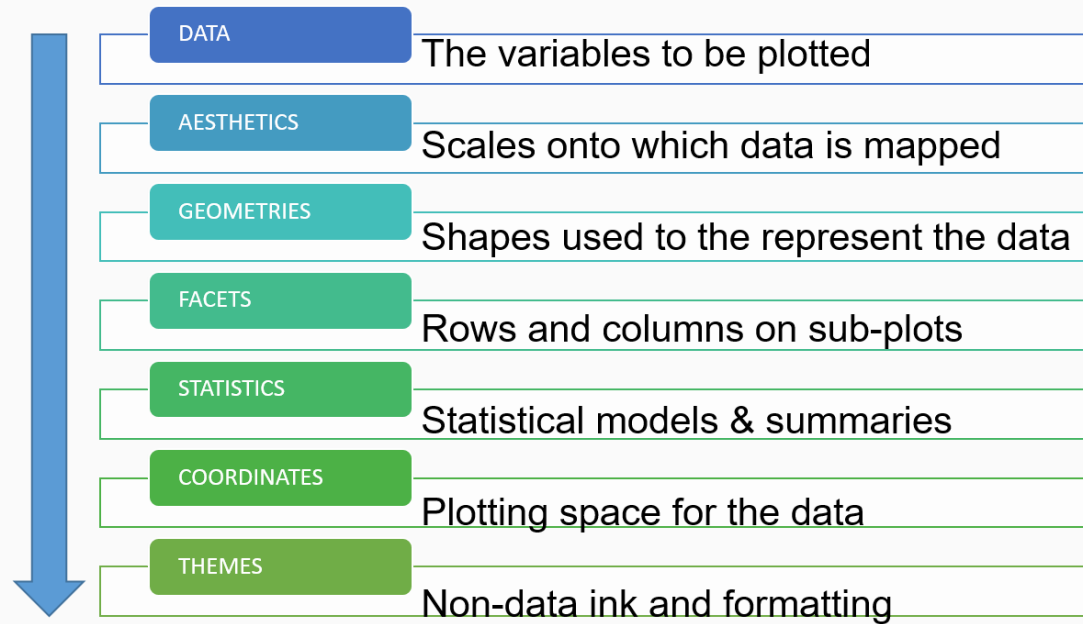 DATA
The variables to be plotted
AESTHETICS
Scales onto which data is mapped
GEOMETRIES
Shapes used to the represent the data
FACETS
Rows and columns on sub-plots
STATISTICS
Statistical models & summaries
COORDINATES
Plotting space for the data
THEMES
Non-data ink and formatting